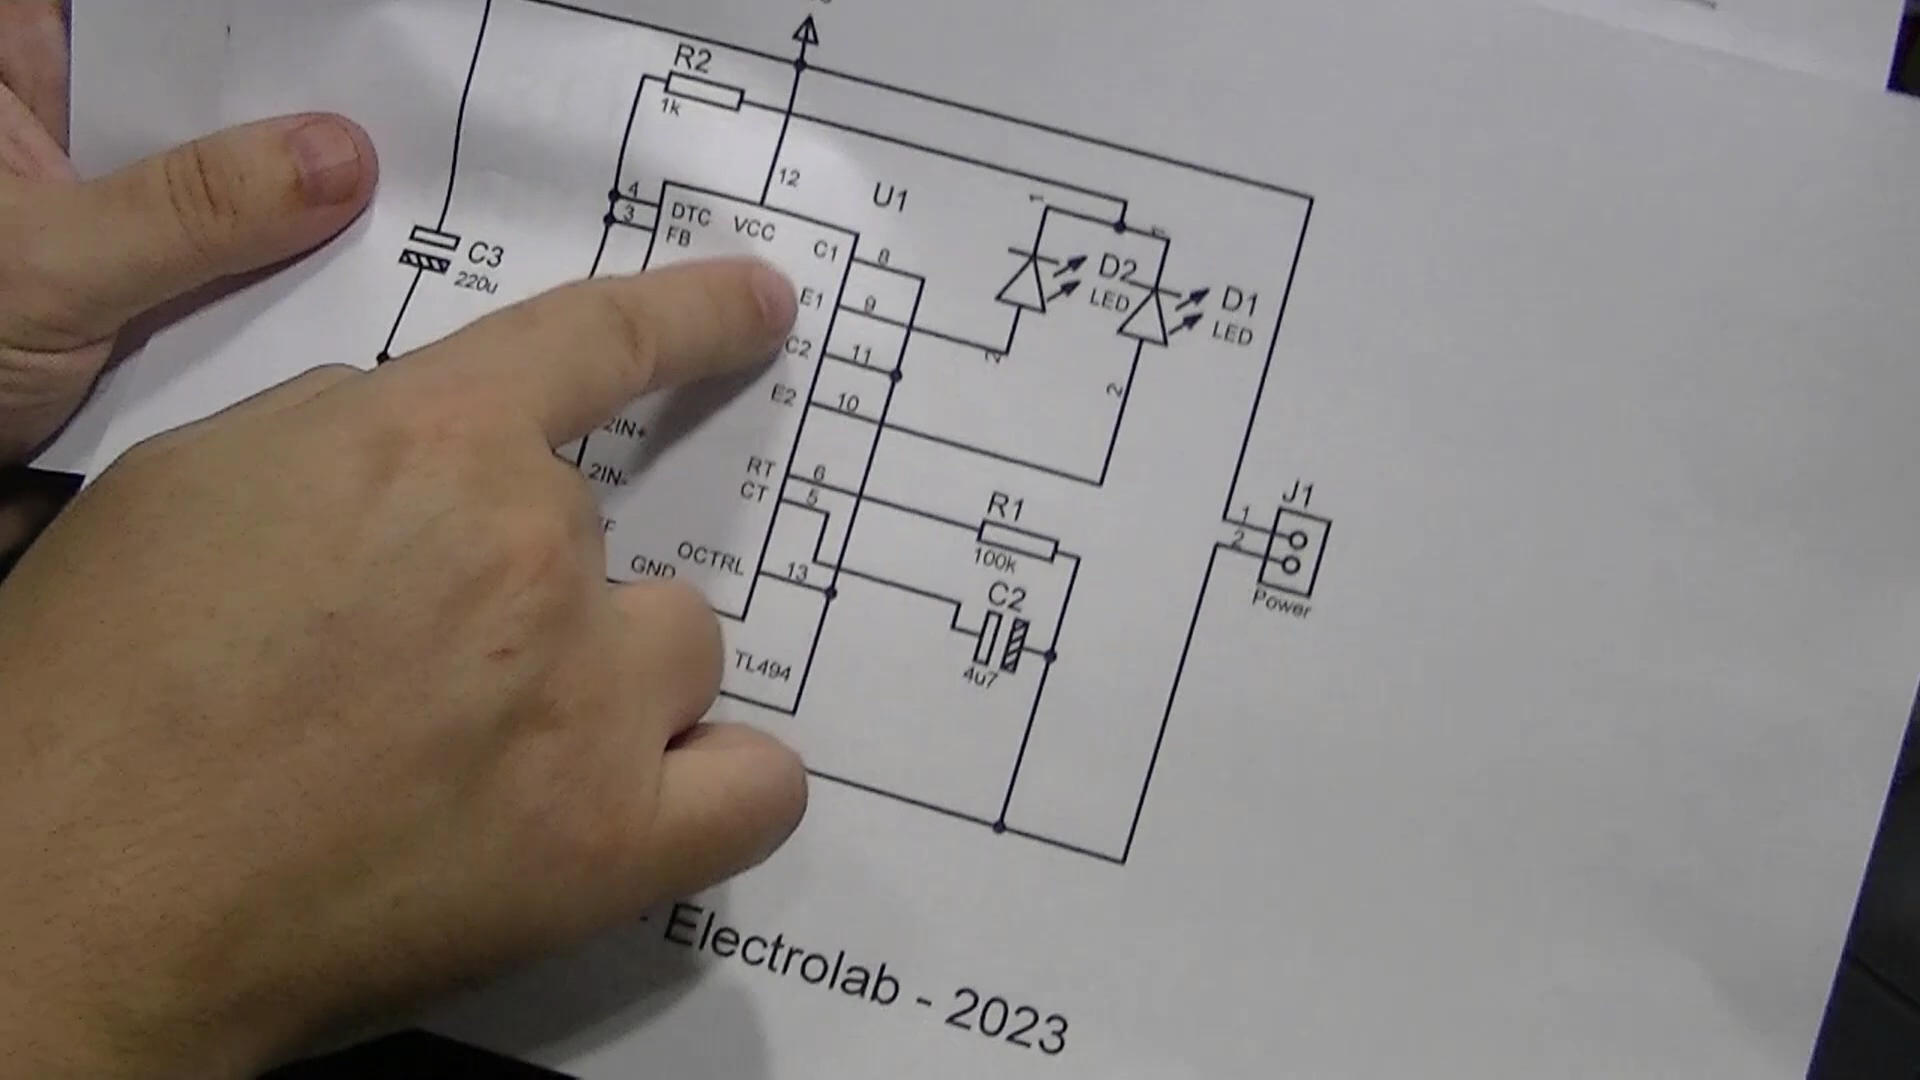 R2
1k
12
U1
4
3
DTC
VCC
FB
C1
8
C3
220u
E1
9
D2
LED
D1
LED
C2
11
2
E2
10
2
2IN+
2IN-
RT
6
CT
5
R1
100k
J1
1
2
Power
GND
OCTRL
13
C2
4u7
TL494
- Electrolab - 2023